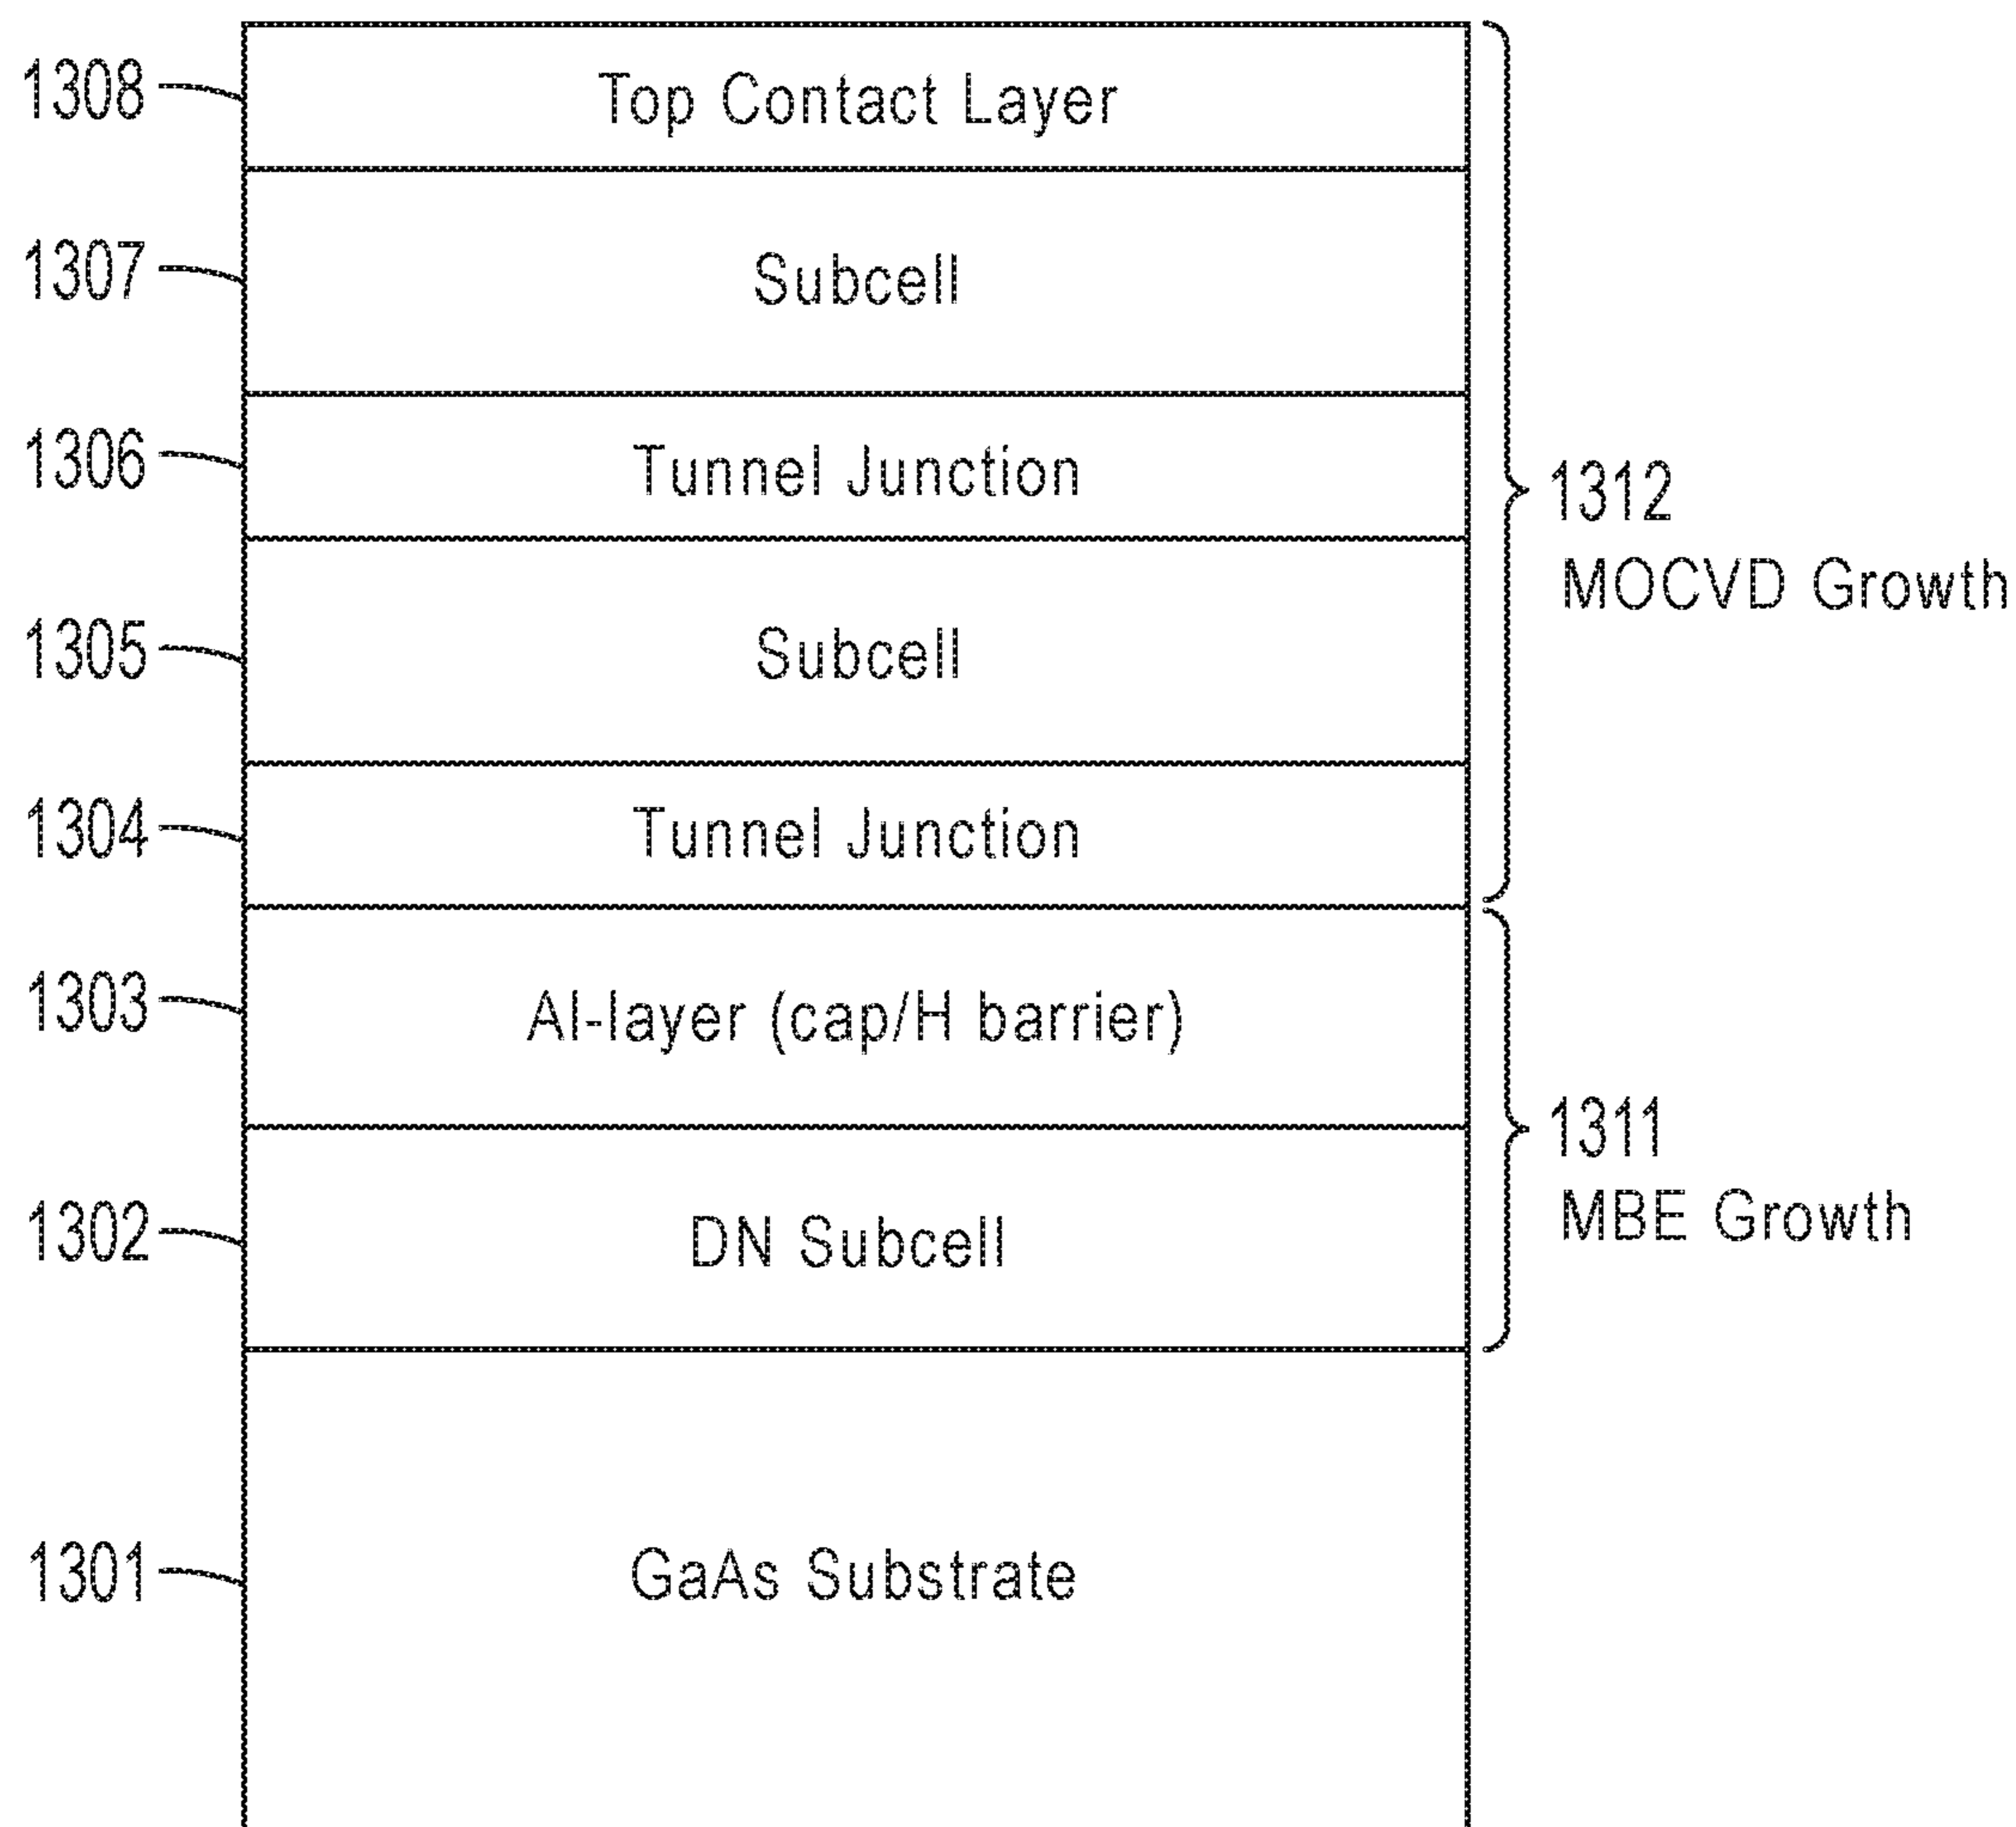 1308
Top Contact Layer
1307
Subcell
1306
Tunnel Junction
1312
MOCVD Growth
1305
Subcell
1304
Tunnel Junction
1303
Al-layer (cap/H barrier)
1311
MBE Growth
1302
DN Subcell
1301
GaAs Substrate